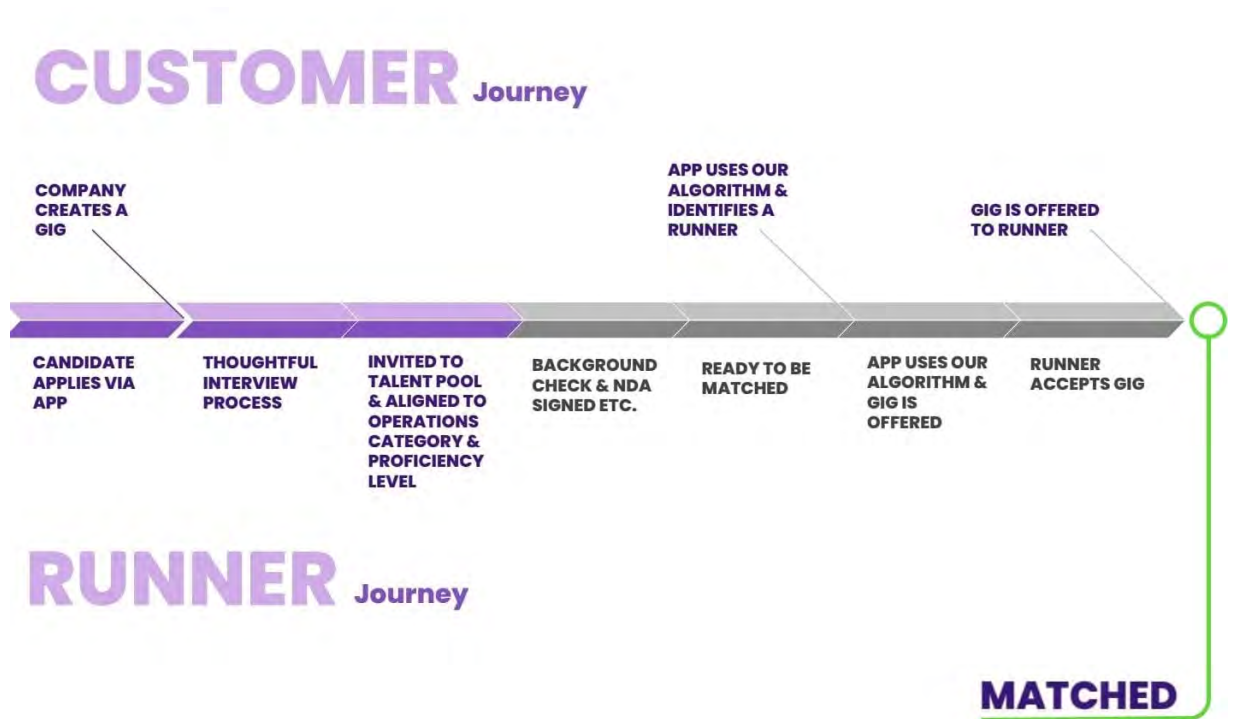 CUSTOMER Journey
COMPANY
CREATES A
GIG
APP USES OUR
ALGORITHM &
IDENTIFIES A
RUNNER
GIG IS OFFERED
TO RUNNER
CANDIDATE
APPLIES VIA
APP
THOUGHTFUL
INTERVIEW
PROCESS
INVITED TO
TALENT POOL
& ALIGNED TO
OPERATIONS
CATEGORY &
PROFICIENCY
LEVEL
BACKGROUND
CHECK & NDA
SIGNED ETC.
READY TO BE
MATCHED
APP USES OUR
ALGORITHM &
GIG IS
OFFERED
RUNNER
ACCEPTS GIG
RUNNER Journey
MATCHED